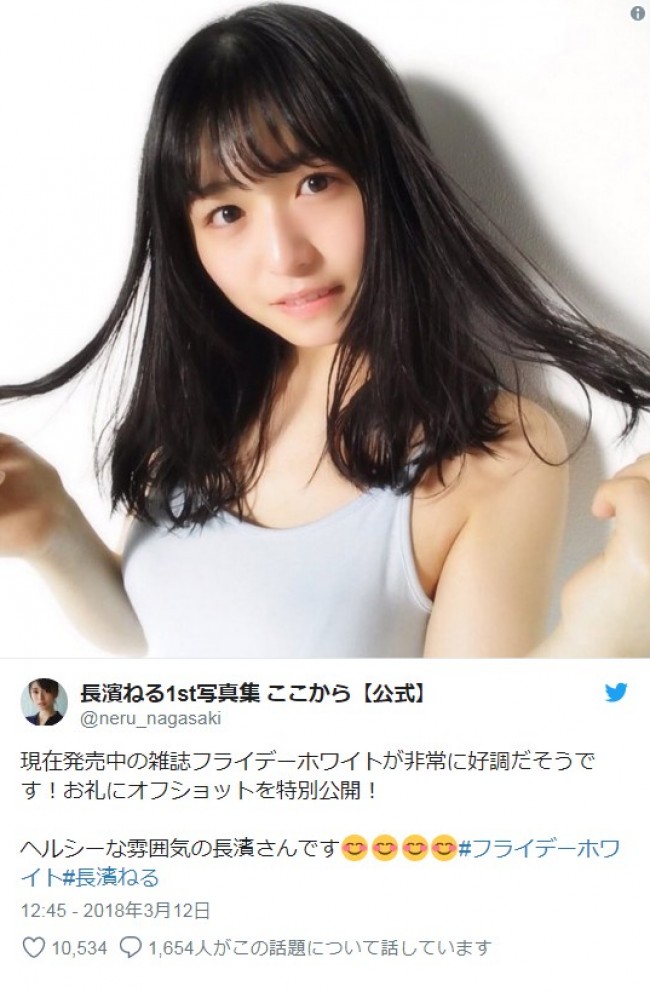 長濱ねる1st写真集 ここから【公式】
@neru_nagasaki
現在発売中の雑誌フライデーホワイトが非常に好調だそうで
す！お礼にオフショットを特別公開！
ヘルシーな雰囲気の長濱さんです😊😊😊😊#フライデーホワ
イト#長濱ねる
12:45 - 2018年3月12日
10,534 1,654人がこの話題について話しています